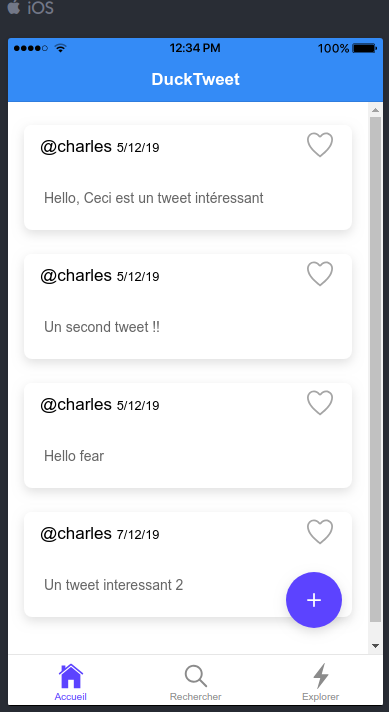 iOS
12:34 PM 100%
DuckTweet
@charles 5/12/19
Hello, Ceci est un tweet intéressant
@charles 5/12/19
Un second tweet !!
@charles 5/12/19
Hello fear
@charles 7/12/19
Un tweet interessant 2
+
Accueil Rechercher Explorer